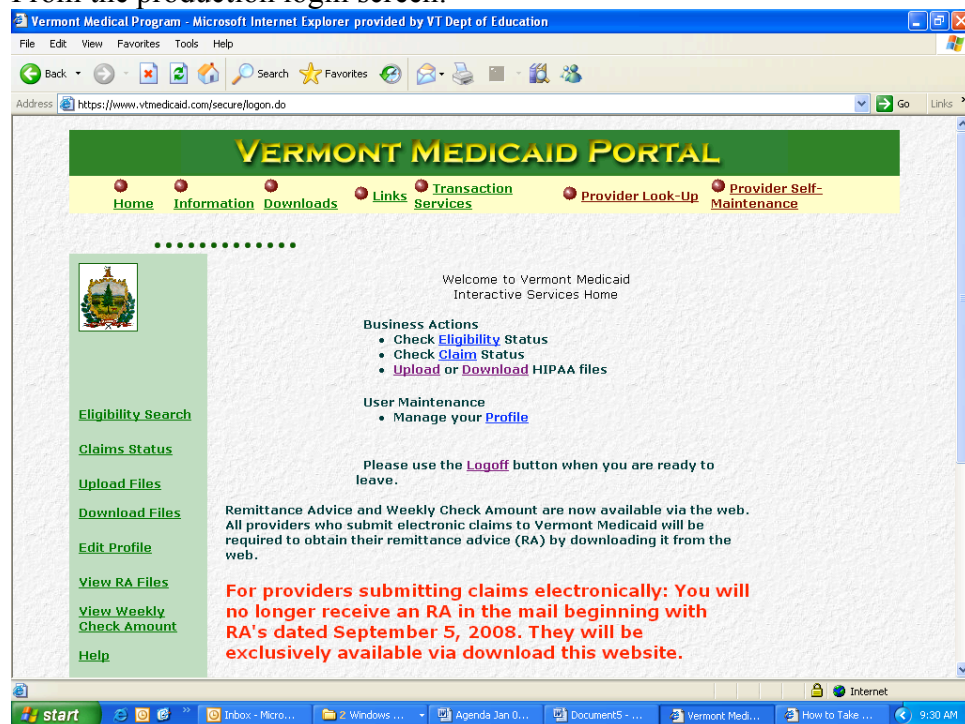 From the production login screen:
Vermont Medical Program - Microsoft Internet Explorer provided by VT Dept of Education
File Edit View Favorites Tools Help
Back Search Favorites
Address https://www.vtmedicaid.com/secure/logon.do Go Links »
VERMONT MEDICAID PORTAL
Home Information Downloads Links Transaction Services Provider Look-Up Provider Self-Maintenance
Welcome to Vermont Medicaid
Interactive Services Home
Business Actions
• Check Eligibility Status
• Check Claim Status
• Upload or Download HIPAA files
User Maintenance
• Manage your Profile
Please use the Logoff button when you are ready to
leave.
Eligibility Search
Claims Status
Upload Files
Download Files
Edit Profile
View RA Files
View Weekly
Check Amount
Help
Remittance Advice and Weekly Check Amount are now available via the web.
All providers who submit electronic claims to Vermont Medicaid will be
required to obtain their remittance advice (RA) by downloading it from the
web.
For providers submitting claims electronically: You will
no longer receive an RA in the mail beginning with
RA's dated September 5, 2008. They will be
exclusively available via download this website.
Internet
start » Inbox - Micro... 2 Windows ... Agenda Jan 0... Document5 - ... Vermont Medi... How to Take ... 9:30 AM